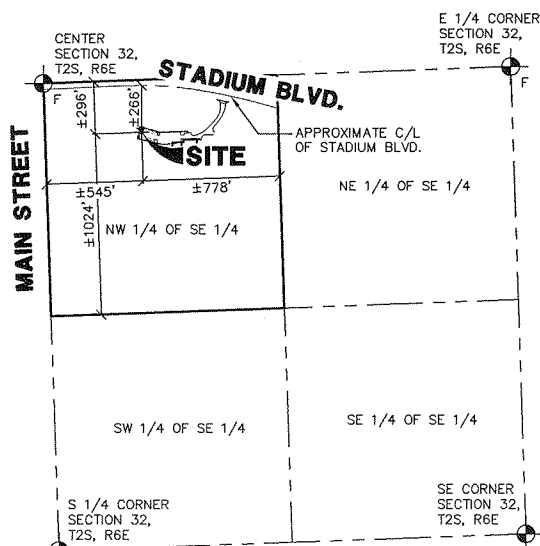 E 1/4 CORNER
SECTION 32,
T2S, R6E
CENTER
SECTION 32,
T2S, R6E
F
F
STADIUM BLVD.
±296'
±266'
APPROXIMATE C/L
OF STADIUM BLVD.
SITE
MAIN STREET
±545'
±778'
±1024'
NE 1/4 OF SE 1/4
NW 1/4 OF SE 1/4
SW 1/4 OF SE 1/4
SE 1/4 OF SE 1/4
S 1/4 CORNER
SECTION 32,
T2S, R6E
SE CORNER
SECTION 32,
T2S, R6E